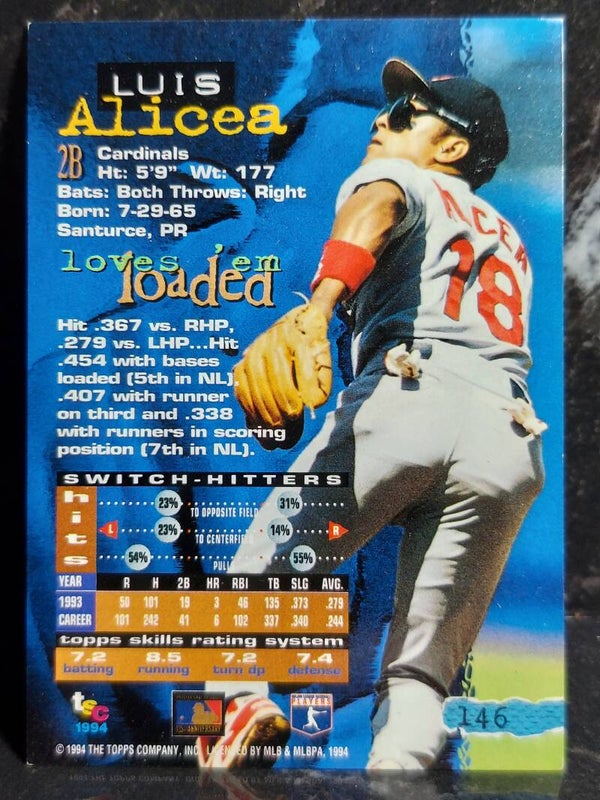 LUIS
Alicea
2B Cardinals
Ht: 5'9" Wt: 177
Bats: Both Throws: Right
Born: 7-29-65
Santurce, PR
loves 'em
loaded
Hit .367 vs. RHP,
.279 vs. LHP...Hit
.454 with bases
loaded (5th in NL),
.407 with runner
on third and .338
with runners in scoring
position (7th in NL).
SWITCH-HITTERS
hits
23% TO OPPOSITE FIELD 31%
L 23% TO CENTERFIELD 14% R
54% PULL 55%
YEAR R H 2B HR RBI TB SLG AVG.
1993 50 101 19 3 46 135 .373 .279
CAREER 101 242 41 6 102 337 .340 .244
topps skills rating system
7.2 8.5 7.2 7.4
batting running turn dp defense
tsc
1994
PLAYERS
© 1994 THE TOPPS COMPANY, INC. LICENSED BY MLB & MLBPA, 1994
146
ALICEA
18